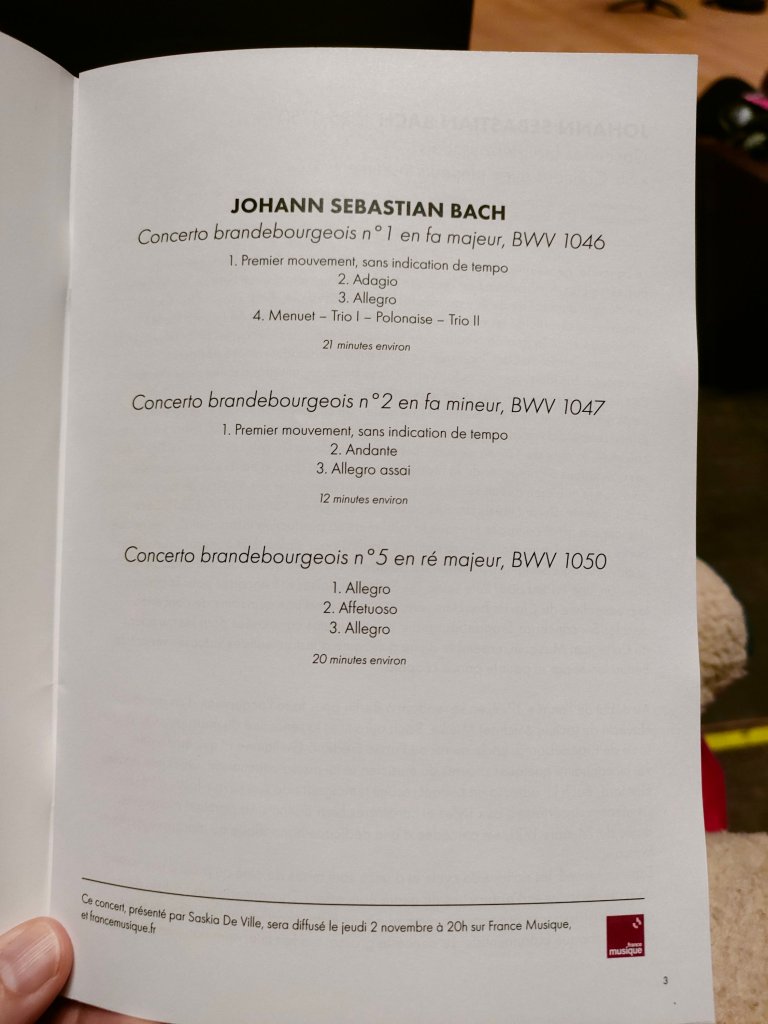 JOHANN SEBASTIAN BACH
Concerto brandebourgeois n°1 en fa majeur, BWV 1046
1. Premier mouvement, sans indication de tempo
2. Adagio
3. Allegro
4. Menuet – Trio I – Polonaise – Trio II
21 minutes environ
Concerto brandebourgeois n°2 en fa mineur, BWV 1047
1. Premier mouvement, sans indication de tempo
2. Andante
3. Allegro assai
12 minutes environ
Concerto brandebourgeois n°5 en ré majeur, BWV 1050
1. Allegro
2. Affetuoso
3. Allegro
20 minutes environ
Ce concert, présenté par Saskia De Ville, sera diffusé le jeudi 2 novembre à 20h sur France Musique,
et francemusique.fr
france
musique
3